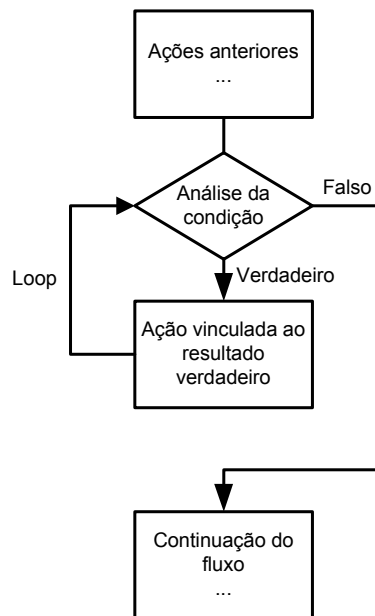 Ações anteriores
...
Análise da
condição
Falso
Loop
Verdadeiro
Ação vinculada ao
resultado
verdadeiro
Continuação do
fluxo
...